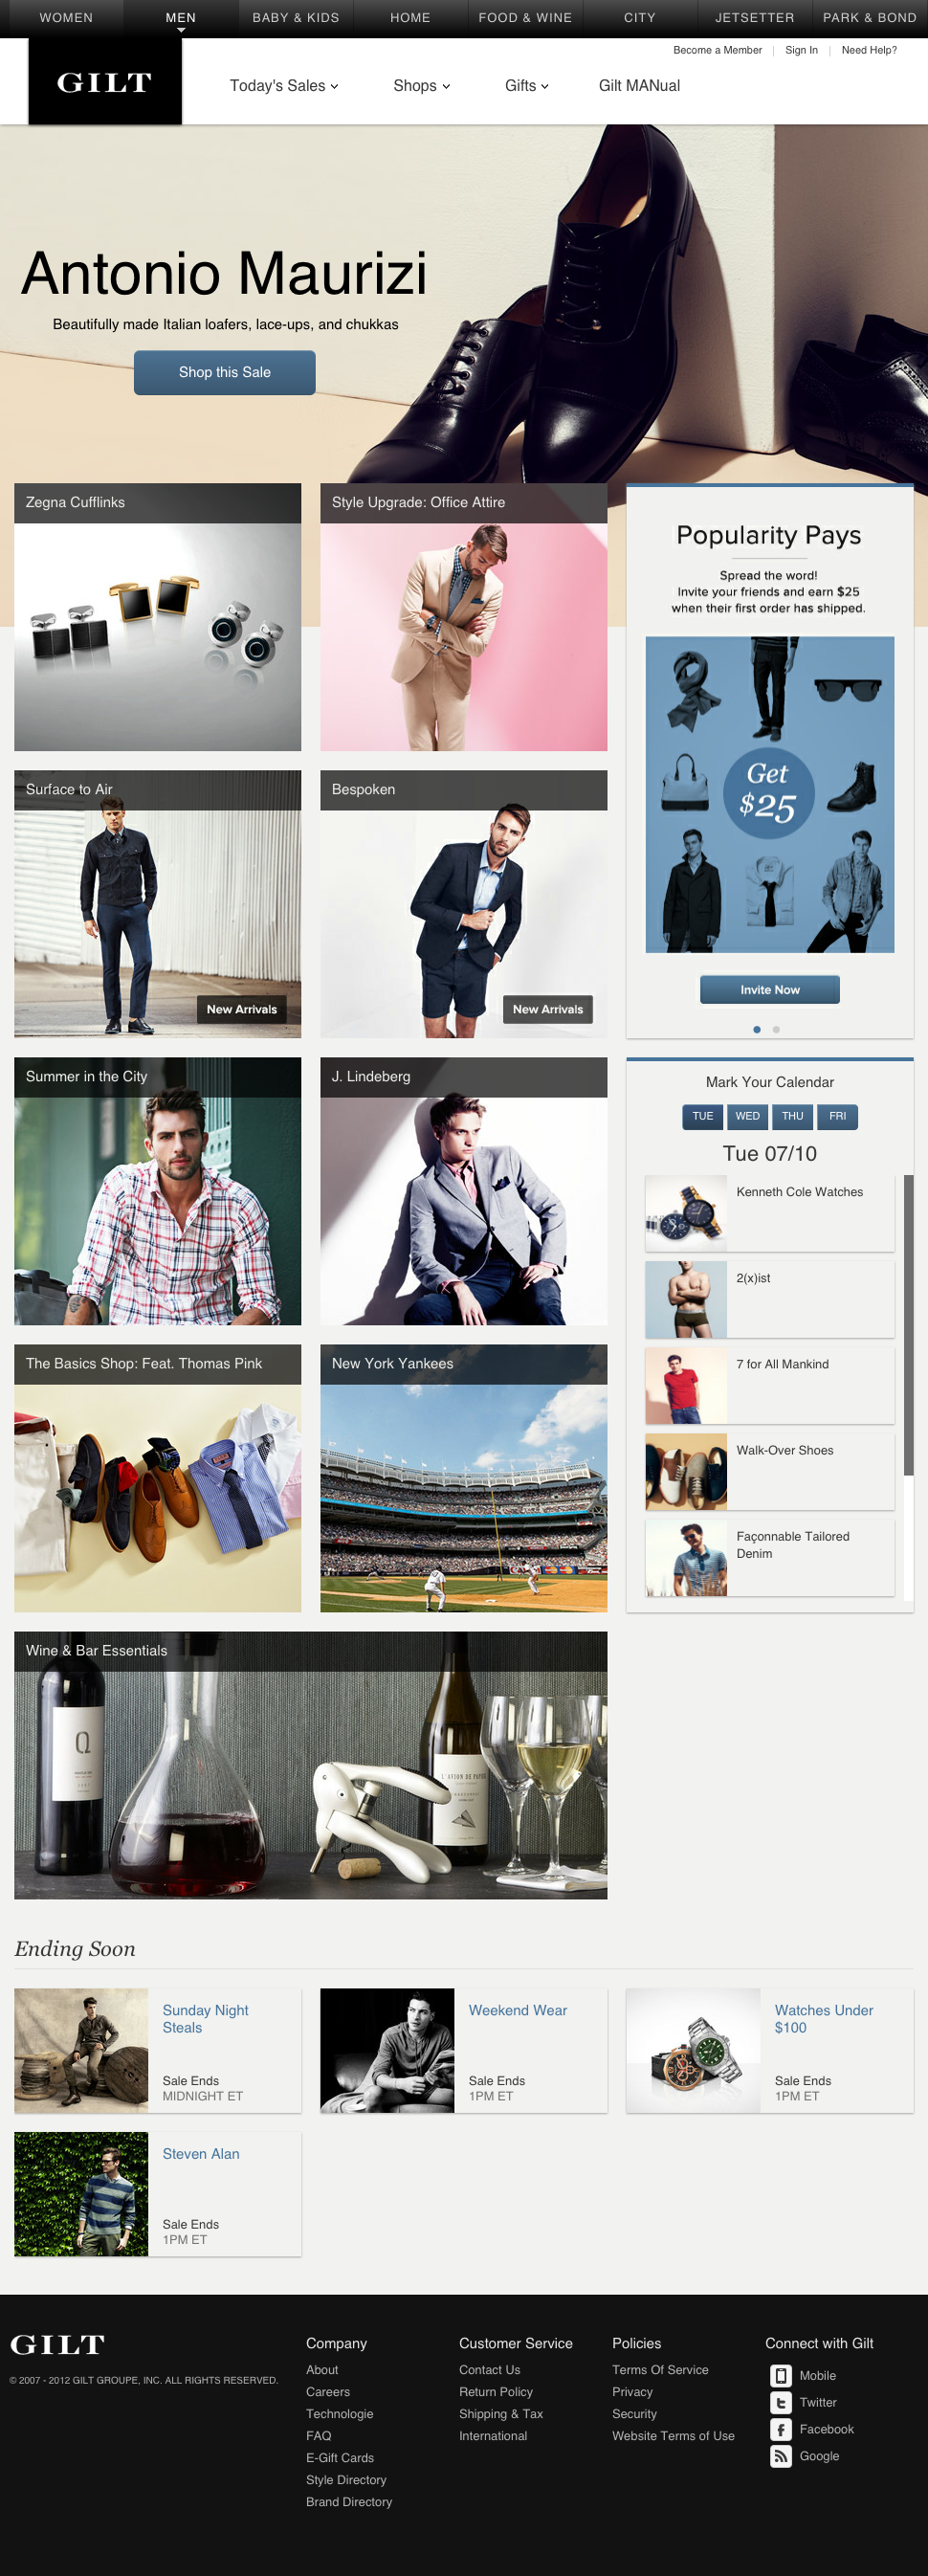 WOMEN
MEN
BABY & KIDS
HOME
FOOD & WINE
CITY
JETSETTER
PARK & BOND
Become a Member
Sign In
Need Help?
GILT
Today's Sales
Shops
Gifts
Gilt MANual
Antonio Maurizi
Beautifully made Italian loafers, lace-ups, and chukkas
Shop this Sale
Zegna Cufflinks
Style Upgrade: Office Attire
Popularity Pays
Spread the word!
Invite your friends and earn $25
when their first order has shipped.
Get
$25
Invite Now
Surface to Air
New Arrivals
Bespoken
New Arrivals
Summer in the City
J. Lindeberg
Mark Your Calendar
TUE
WED
THU
FRI
Tue 07/10
Kenneth Cole Watches
2(x)ist
7 for All Mankind
Walk-Over Shoes
Façonnable Tailored
Denim
The Basics Shop: Feat. Thomas Pink
New York Yankees
Wine & Bar Essentials
Q
Ending Soon
Sunday Night
Steals
Sale Ends
MIDNIGHT ET
Weekend Wear
Sale Ends
1PM ET
Watches Under
$100
Sale Ends
1PM ET
Steven Alan
Sale Ends
1PM ET
GILT
© 2007 - 2012 GILT GROUPE, INC. ALL RIGHTS RESERVED.
Company
About
Careers
Technologie
FAQ
E-Gift Cards
Style Directory
Brand Directory
Customer Service
Contact Us
Return Policy
Shipping & Tax
International
Policies
Terms Of Service
Privacy
Security
Website Terms of Use
Connect with Gilt
Mobile
Twitter
Facebook
Google